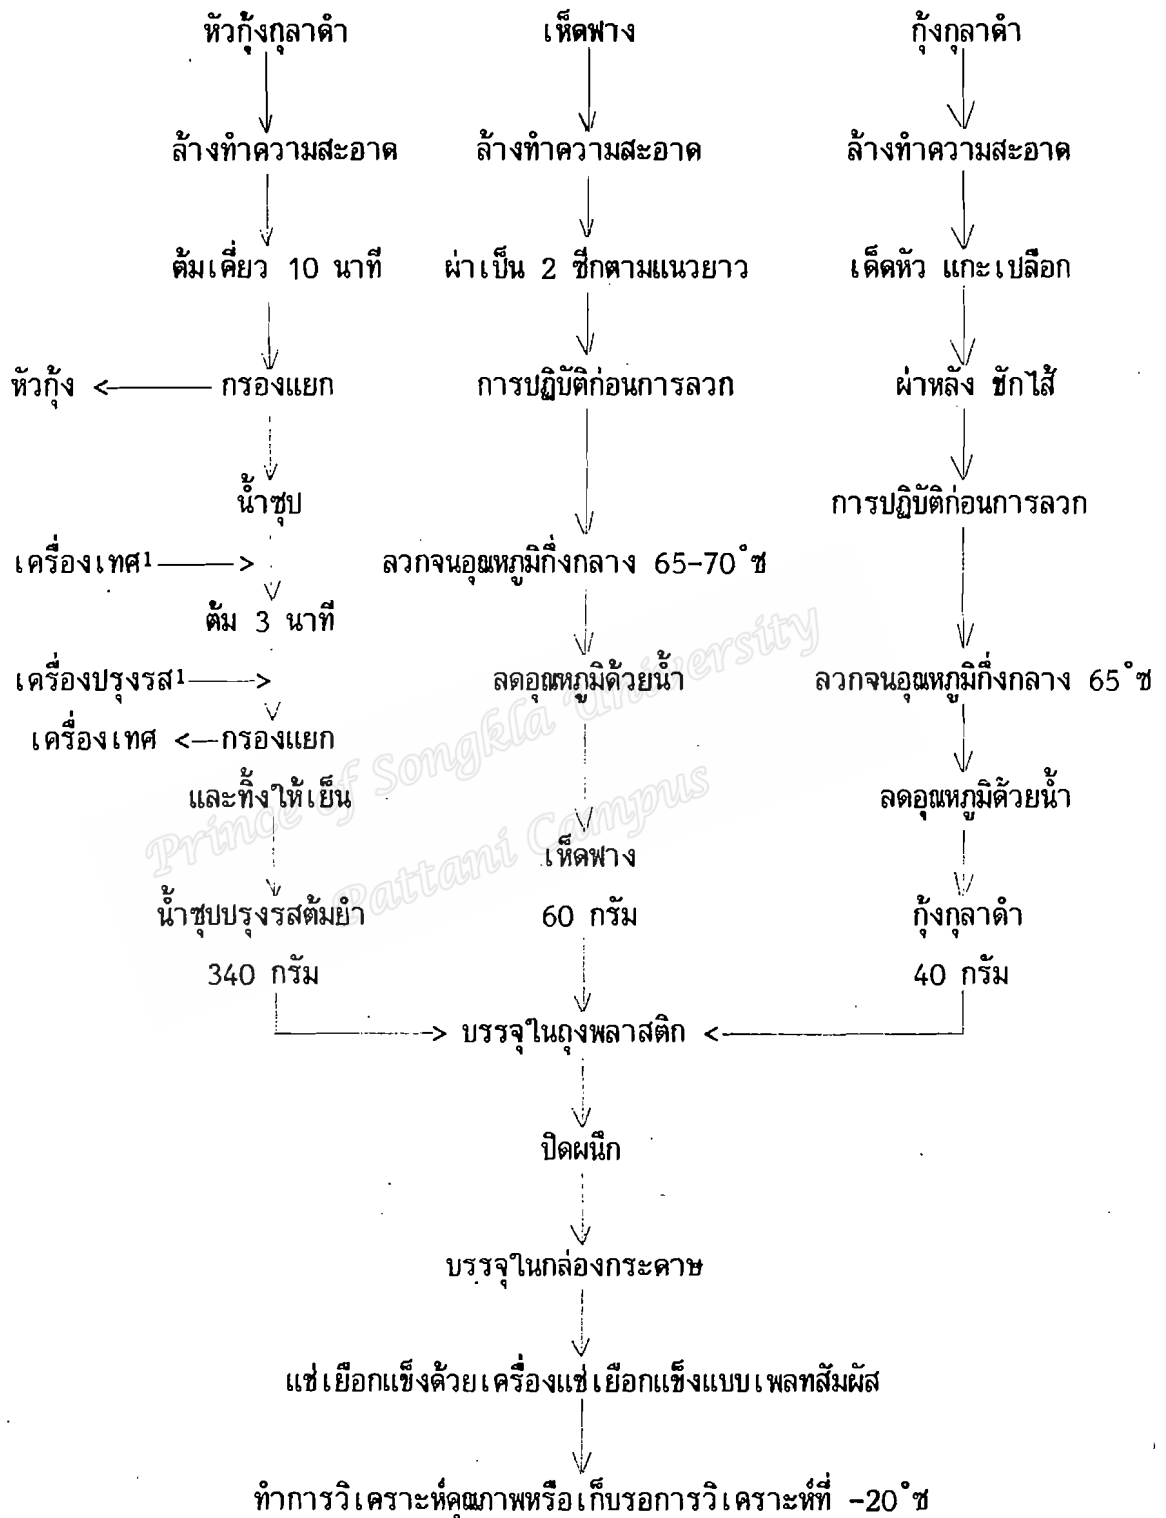 หัวกุ้งกุลาดำ เห็ดฟาง กุ้งกุลาดำ
ล้างทำความสะอาด ล้างทำความสะอาด ล้างทำความสะอาด
ต้มเคี่ยว 10 นาที ผ่าเป็น 2 ซีกตามแนวยาว เด็ดหัว แกะเปลือก
หัวกุ้ง กรองแยก การปฏิบัติก่อนการลวก ผ่าหลัง ชักไส้
น้ำซุป การปฏิบัติก่อนการลวก
เครื่องเทศ1 ลวกจนอุณหภูมิกึ่งกลาง 65-70 ํซ
ต้ม 3 นาที
เครื่องปรุงรส1 ลดอุณหภูมิด้วยน้ำ ลวกจนอุณหภูมิกึ่งกลาง 65 ํซ
เครื่องเทศ กรองแยก
และทิ้งให้เย็น ลดอุณหภูมิด้วยน้ำ
เห็ดฟาง
น้ำซุปปรุงรสต้มยำ 60 กรัม กุ้งกุลาดำ
340 กรัม 40 กรัม
บรรจุในถุงพลาสติก
ปิดผนึก
บรรจุในกล่องกระดาษ
แช่เยือกแข็งด้วยเครื่องแช่เยือกแข็งแบบเพลทสัมผัส
ทำการวิเคราะห์คุณภาพหรือเก็บรอการวิเคราะห์ที่ -20 ํซ
Prince of Songkla University
Pattani Campus